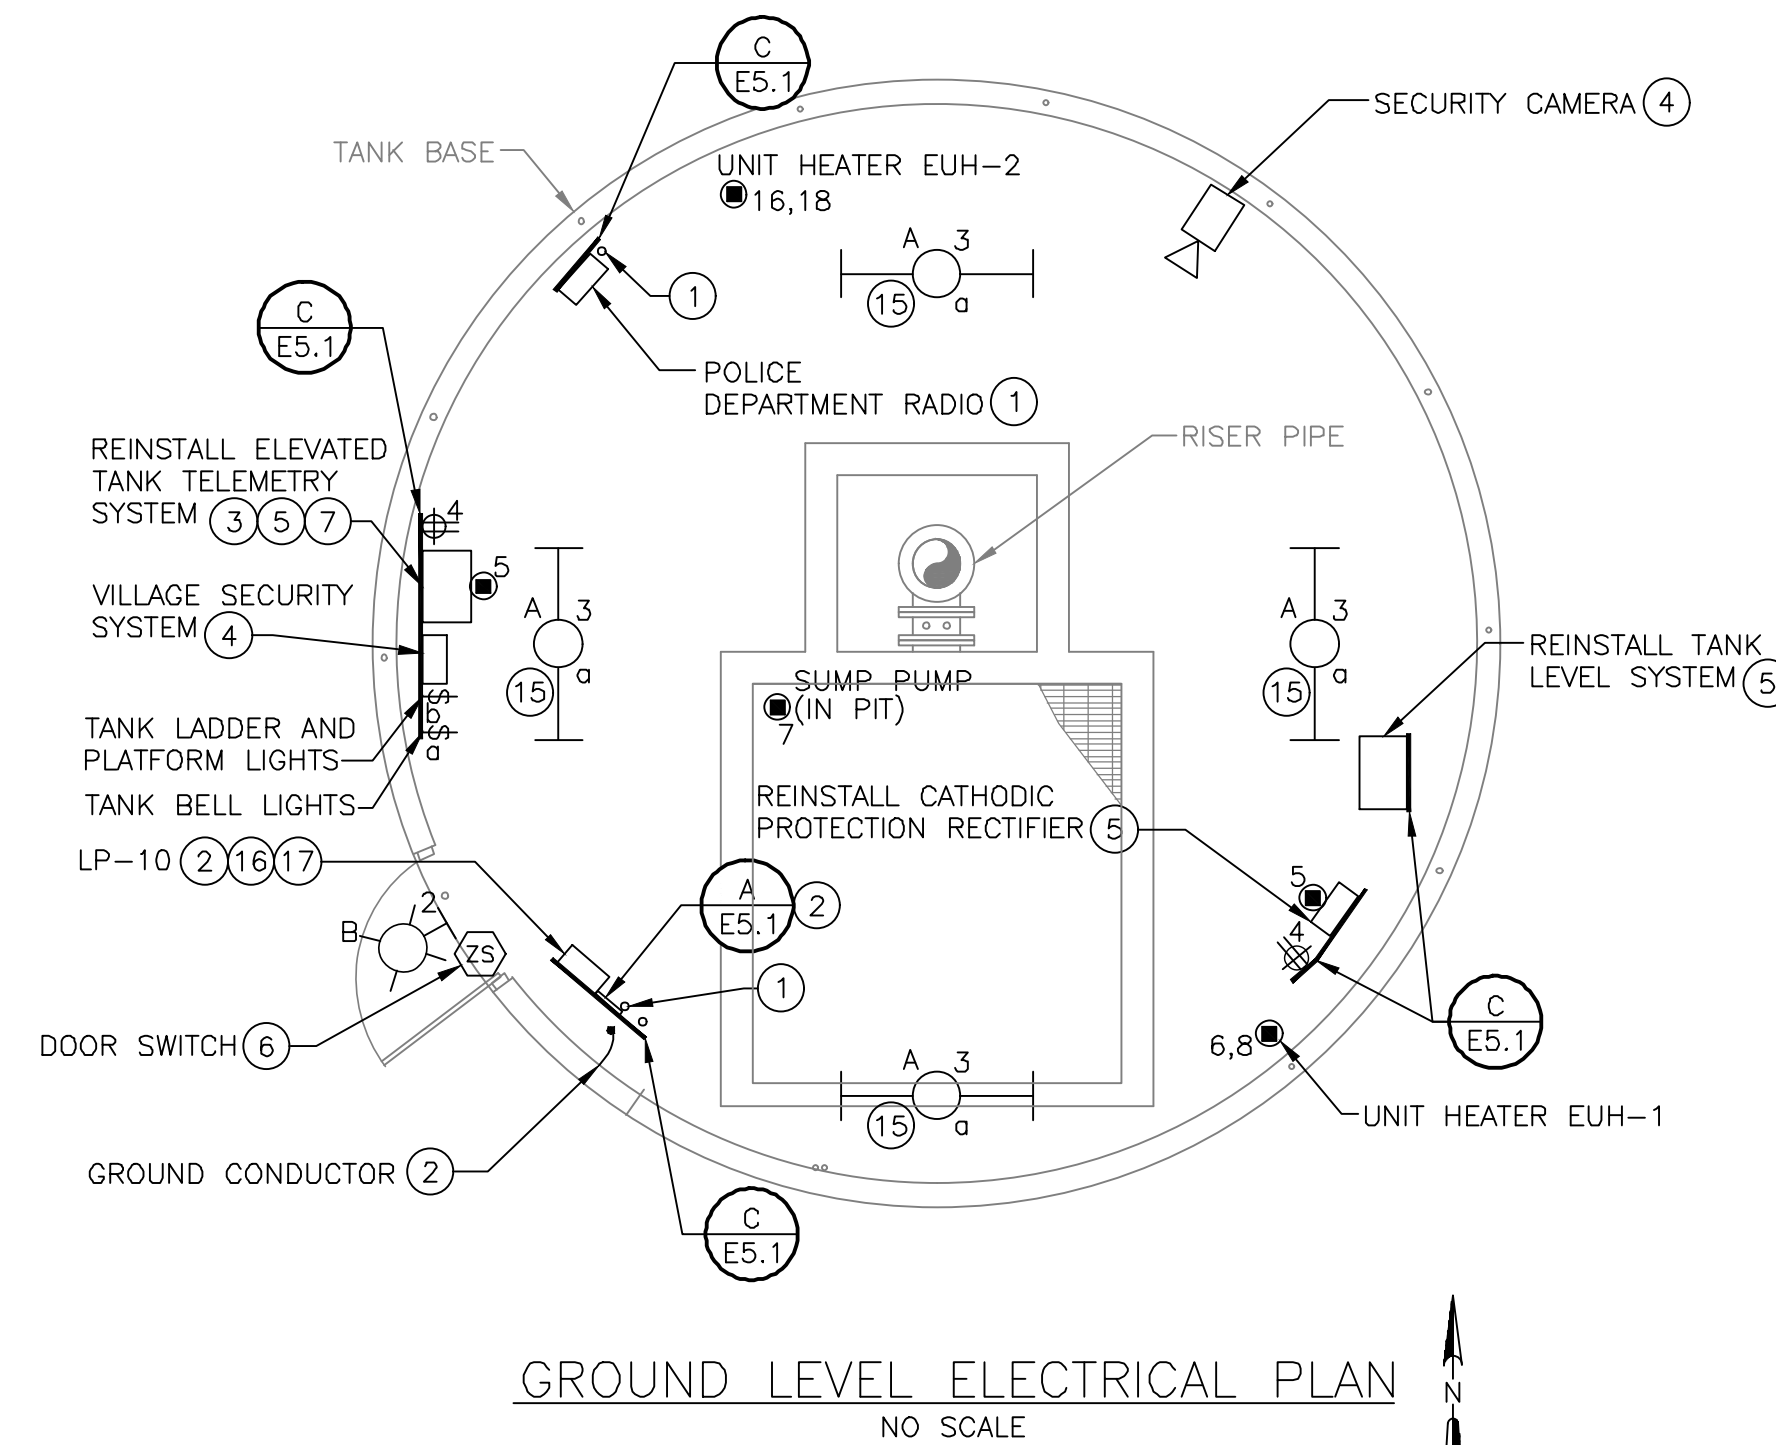 C
E5.1
SECURITY CAMERA 4
TANK BASE
UNIT HEATER EUH-2
16,18
A 3
15 a
1
C
E5.1
POLICE
DEPARTMENT RADIO 1
RISER PIPE
REINSTALL ELEVATED
TANK TELEMETRY
SYSTEM 3 5 7
4
5
VILLAGE SECURITY
SYSTEM 4
A 3
15 a
A 3
15 a
REINSTALL TANK
LEVEL SYSTEM 5
SUMP PUMP
(IN PIT)
7
S
b
S
a
TANK LADDER AND
PLATFORM LIGHTS
TANK BELL LIGHTS
REINSTALL CATHODIC
PROTECTION RECTIFIER 5
LP-10 2 16 17
5
4
A
E5.1
2
B
2
ZS
1
C
E5.1
DOOR SWITCH 6
6,8
A 3
15 a
UNIT HEATER EUH-1
GROUND CONDUCTOR 2
C
E5.1
GROUND LEVEL ELECTRICAL PLAN
NO SCALE
N